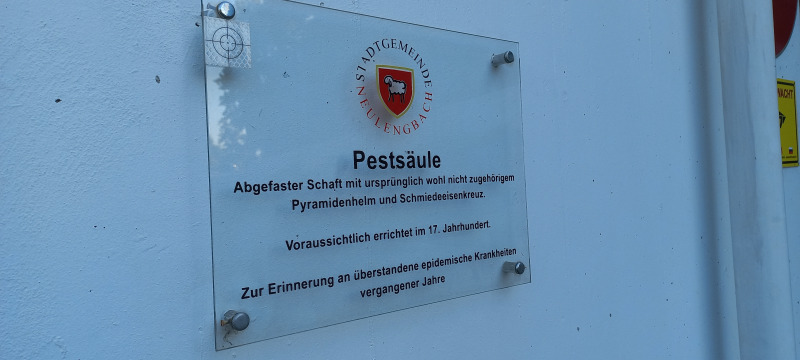 STADTGEMEINDE
NEULENGBACH
Pestsäule
Abgefaster Schaft mit ursprünglich wohl nicht zugehörigem
Pyramidenhelm und Schmiedeeisenkreuz.
Voraussichtlich errichtet im 17. Jahrhundert.
Zur Erinnerung an überstandene epidemische Krankheiten
vergangener Jahre